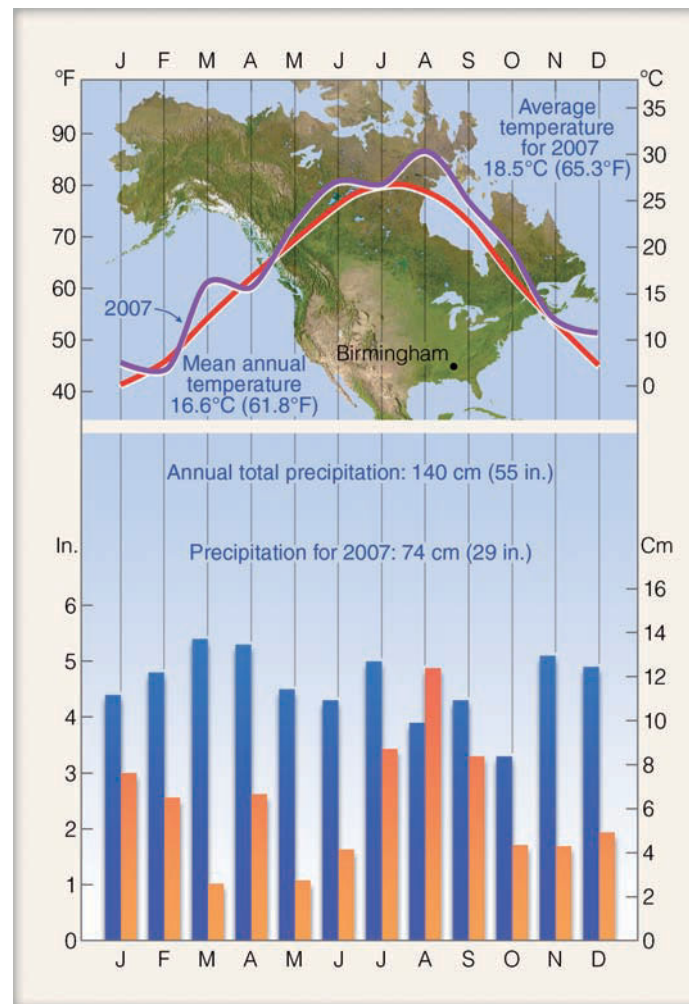 J F M A M J J A S O N D
°F
°C
90
80
70
60
50
40
35
30
25
20
15
10
0
Average
temperature
for 2007
18.5°C (65.3°F)
2007
Mean annual
temperature
16.6°C (61.8°F)
Birmingham
Annual total precipitation: 140 cm (55 in.)
Precipitation for 2007: 74 cm (29 in.)
In.
Cm
6
5
4
3
2
1
0
16
14
12
10
8
6
4
2
0
J F M A M J J A S O N D